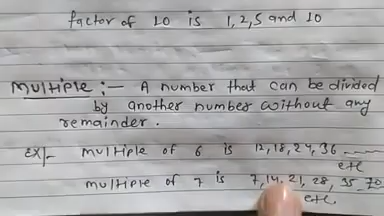 factor of 10 is 1,2,5 and 10
Multiple :— A number that can be divided
by another number without any
remainder.
EX|- multiple of 6 is 12,18,24,36
etc
multiple of 7 is 7,14,21,28,35,70
etc.